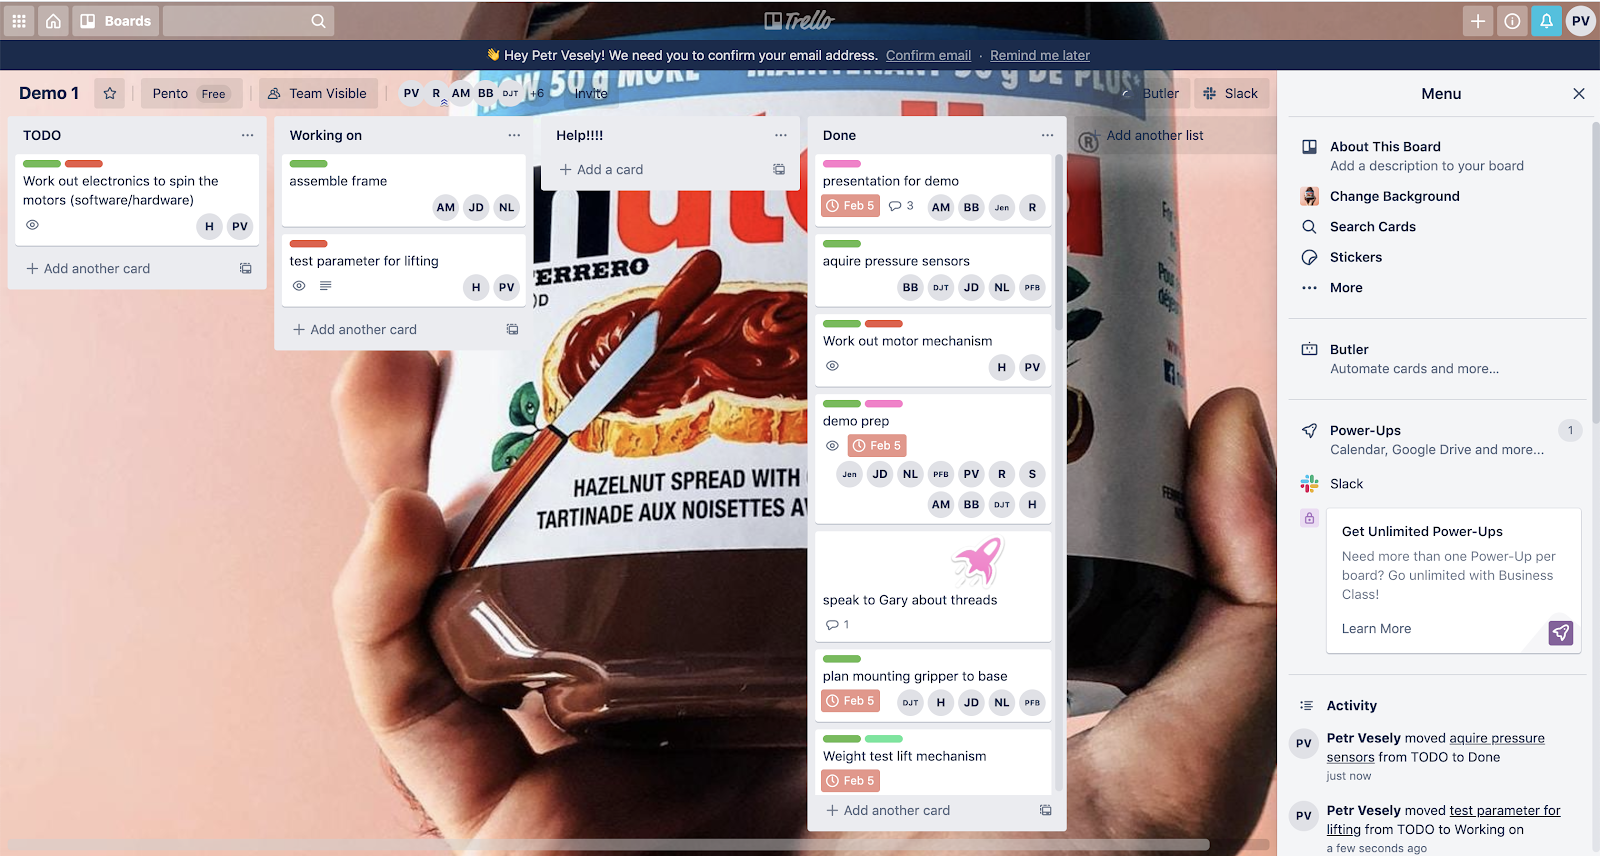 Boards
Trello
PV
👋 Hey Petr Vesely! We need you to confirm your email address. Confirm email · Remind me later
Demo 1
Pento Free
Team Visible
PV R AM BB DJT +6 Invite
Butler
Slack
TODO
Work out electronics to spin the
motors (software/hardware)
H PV
+ Add another card
Working on
assemble frame
AM JD NL
test parameter for lifting
H PV
+ Add another card
Help!!!!
+ Add a card
Done
presentation for demo
Feb 5 3 AM BB Jen R
aquire pressure sensors
BB DJT JD NL PFB
Work out motor mechanism
H PV
demo prep
Feb 5
Jen JD NL PFB PV R S
AM BB DJT H
speak to Gary about threads
1
plan mounting gripper to base
Feb 5 DJT H JD NL PFB
Weight test lift mechanism
Feb 5
+ Add another card
+ Add another list
50 g MORE
MAINTENANT
DE PLUS*
®
FERRERO
HAZELNUT SPREAD WITH
TARTINADE AUX NOISETTES
Menu
About This Board
Add a description to your board
Change Background
Search Cards
Stickers
More
Butler
Automate cards and more...
Power-Ups 1
Calendar, Google Drive and more...
Slack
Get Unlimited Power-Ups
Need more than one Power-Up per
board? Go unlimited with Business
Class!
Learn More
Activity
PV Petr Vesely moved aquire pressure
sensors from TODO to Done
just now
PV Petr Vesely moved test parameter for
lifting from TODO to Working on
a few seconds ago